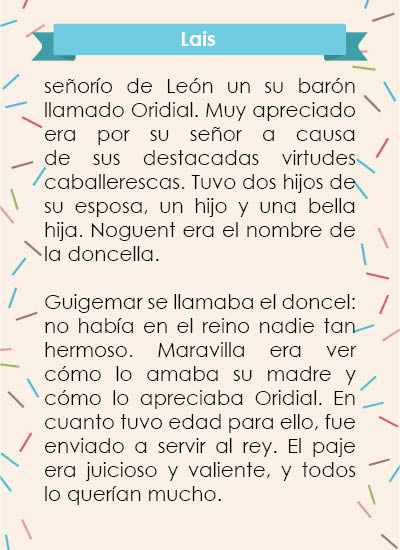 Lais
señorío de León un su barón
llamado Oridial. Muy apreciado
era por su señor a causa
de sus destacadas virtudes
caballerescas. Tuvo dos hijos de
su esposa, un hijo y una bella
hija. Noguent era el nombre de
la doncella.
Guigemar se llamaba el doncel:
no había en el reino nadie tan
hermoso. Maravilla era ver
cómo lo amaba su madre y
cómo lo apreciaba Oridial. En
cuanto tuvo edad para ello, fue
enviado a servir al rey. El paje
era juicioso y valiente, y todos
lo querían mucho.